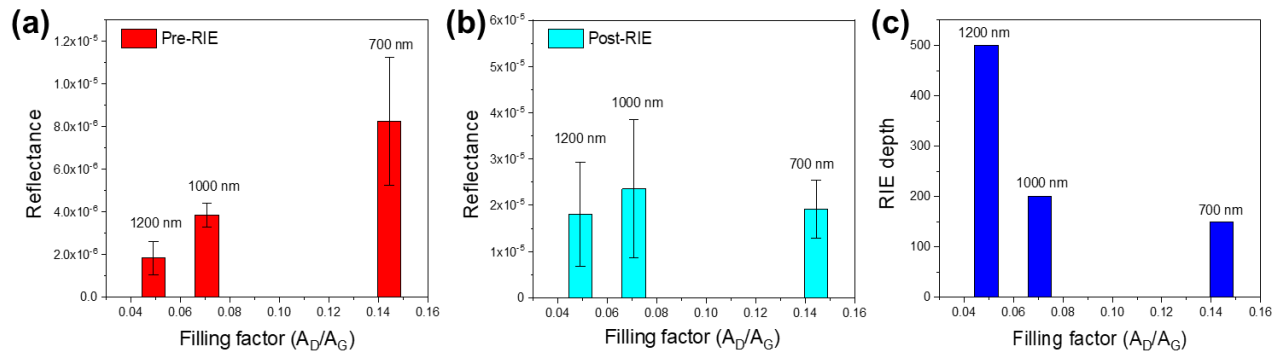 (a)
Pre-RIE
1.2x10⁻⁵
1.0x10⁻⁵
8.0x10⁻⁶
6.0x10⁻⁶
4.0x10⁻⁶
2.0x10⁻⁶
0.0
Reflectance
1200 nm
1000 nm
700 nm
0.04 0.06 0.08 0.10 0.12 0.14 0.16
Filling factor (A_D/A_G)
(b)
Post-RIE
6x10⁻⁵
5x10⁻⁵
4x10⁻⁵
3x10⁻⁵
2x10⁻⁵
1x10⁻⁵
0
Reflectance
1200 nm
1000 nm
700 nm
0.04 0.06 0.08 0.10 0.12 0.14 0.16
Filling factor (A_D/A_G)
(c)
500
400
300
200
100
0
RIE depth
1200 nm
1000 nm
700 nm
0.04 0.06 0.08 0.10 0.12 0.14 0.16
Filling factor (A_D/A_G)